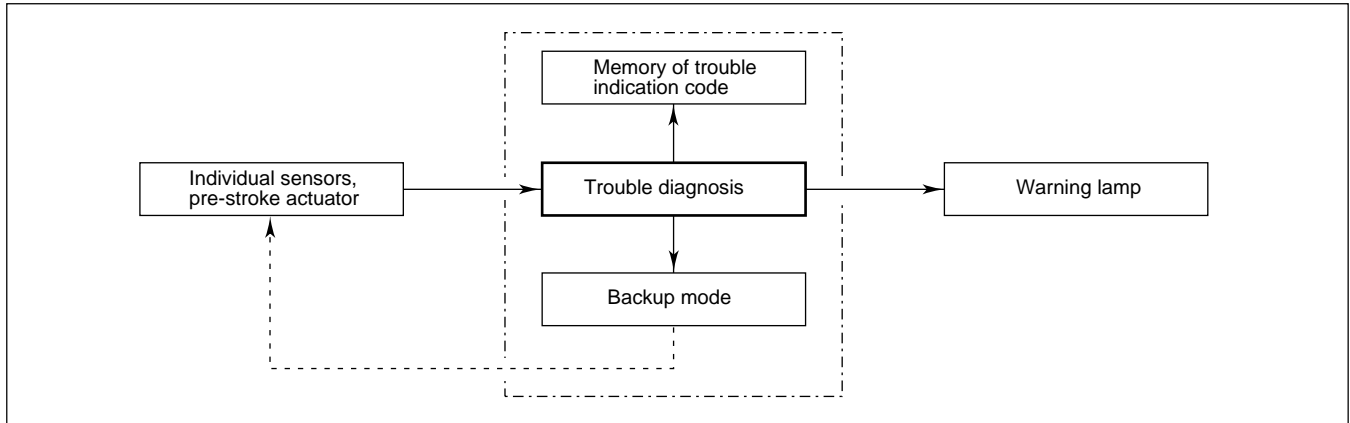 Memory of trouble
indication code
Individual sensors,
pre-stroke actuator
Trouble diagnosis
Warning lamp
Backup mode